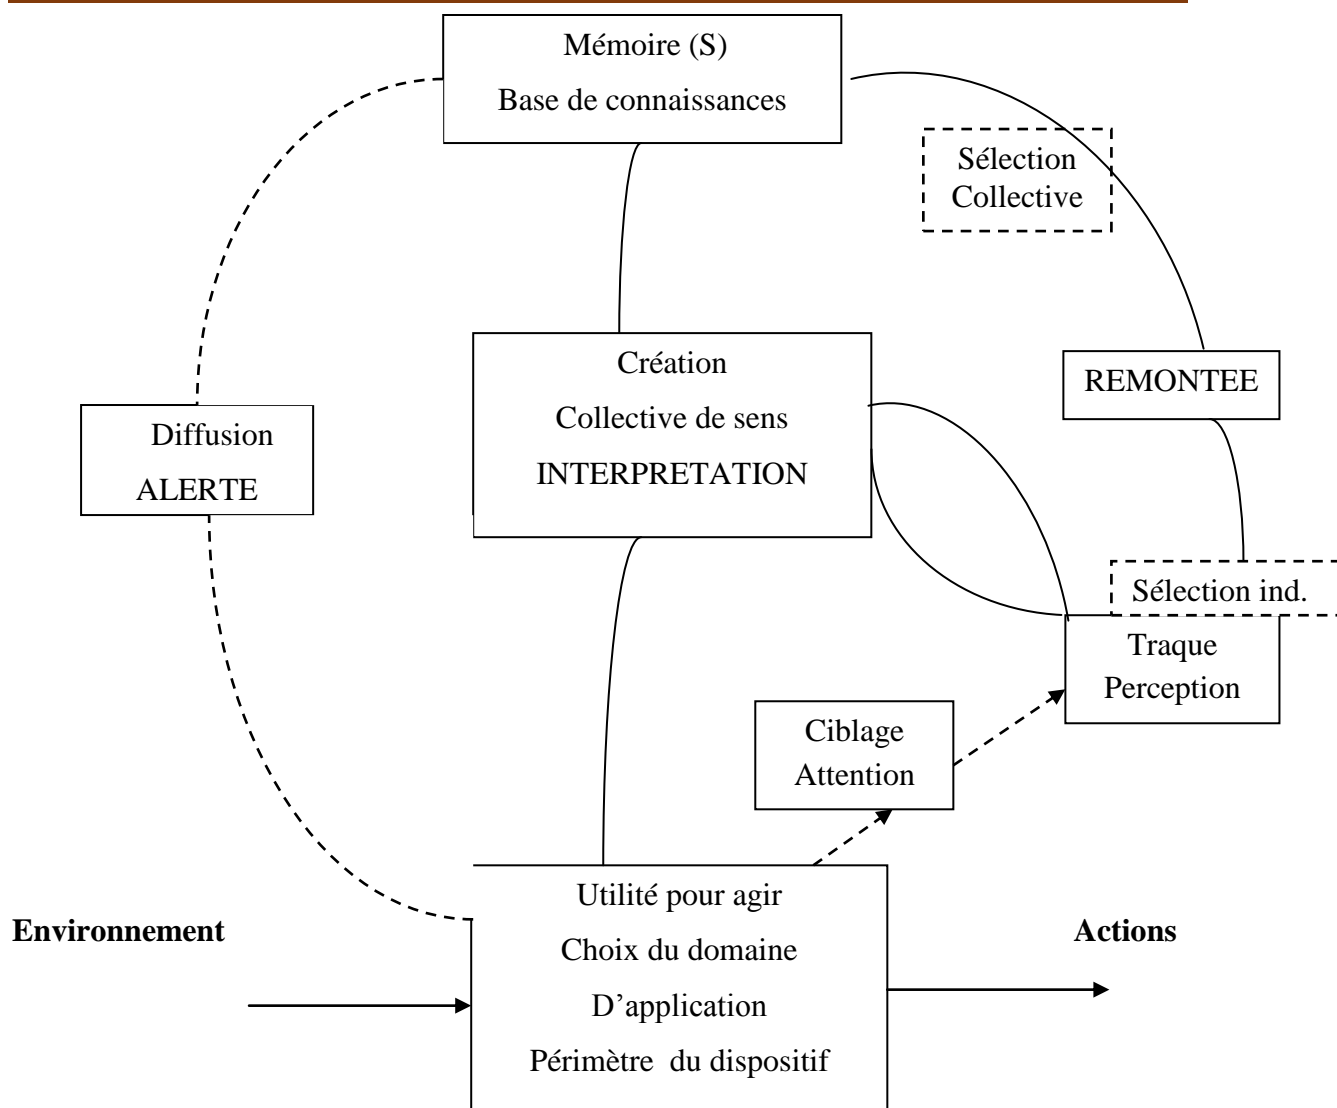 Mémoire (S)
Base de connaissances
Sélection
Collective
Création
Collective de sens
INTERPRETATION
REMONTEE
Diffusion
ALERTE
Sélection ind.
Traque
Perception
Ciblage
Attention
Utilité pour agir
Choix du domaine
D’application
Périmètre du dispositif
Environnement
Actions